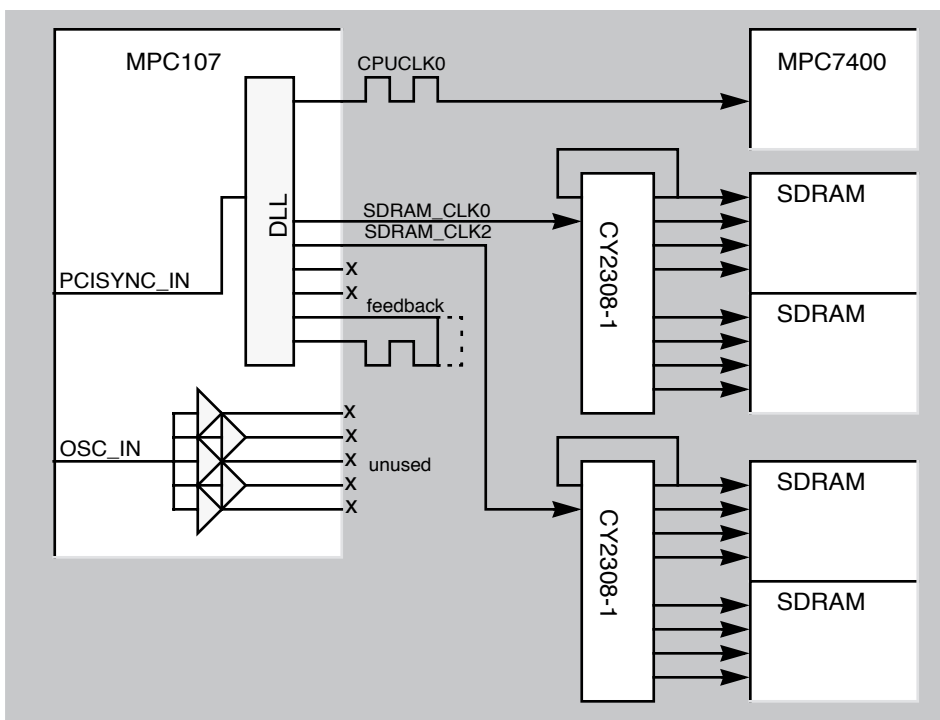 MPC107
CPUCLK0
MPC7400
DLL
SDRAM_CLK0
SDRAM_CLK2
CY2308-1
SDRAM
PCISYNC_IN
X
X
feedback
SDRAM
OSC_IN
X
X
X
X
X
unused
CY2308-1
SDRAM
SDRAM